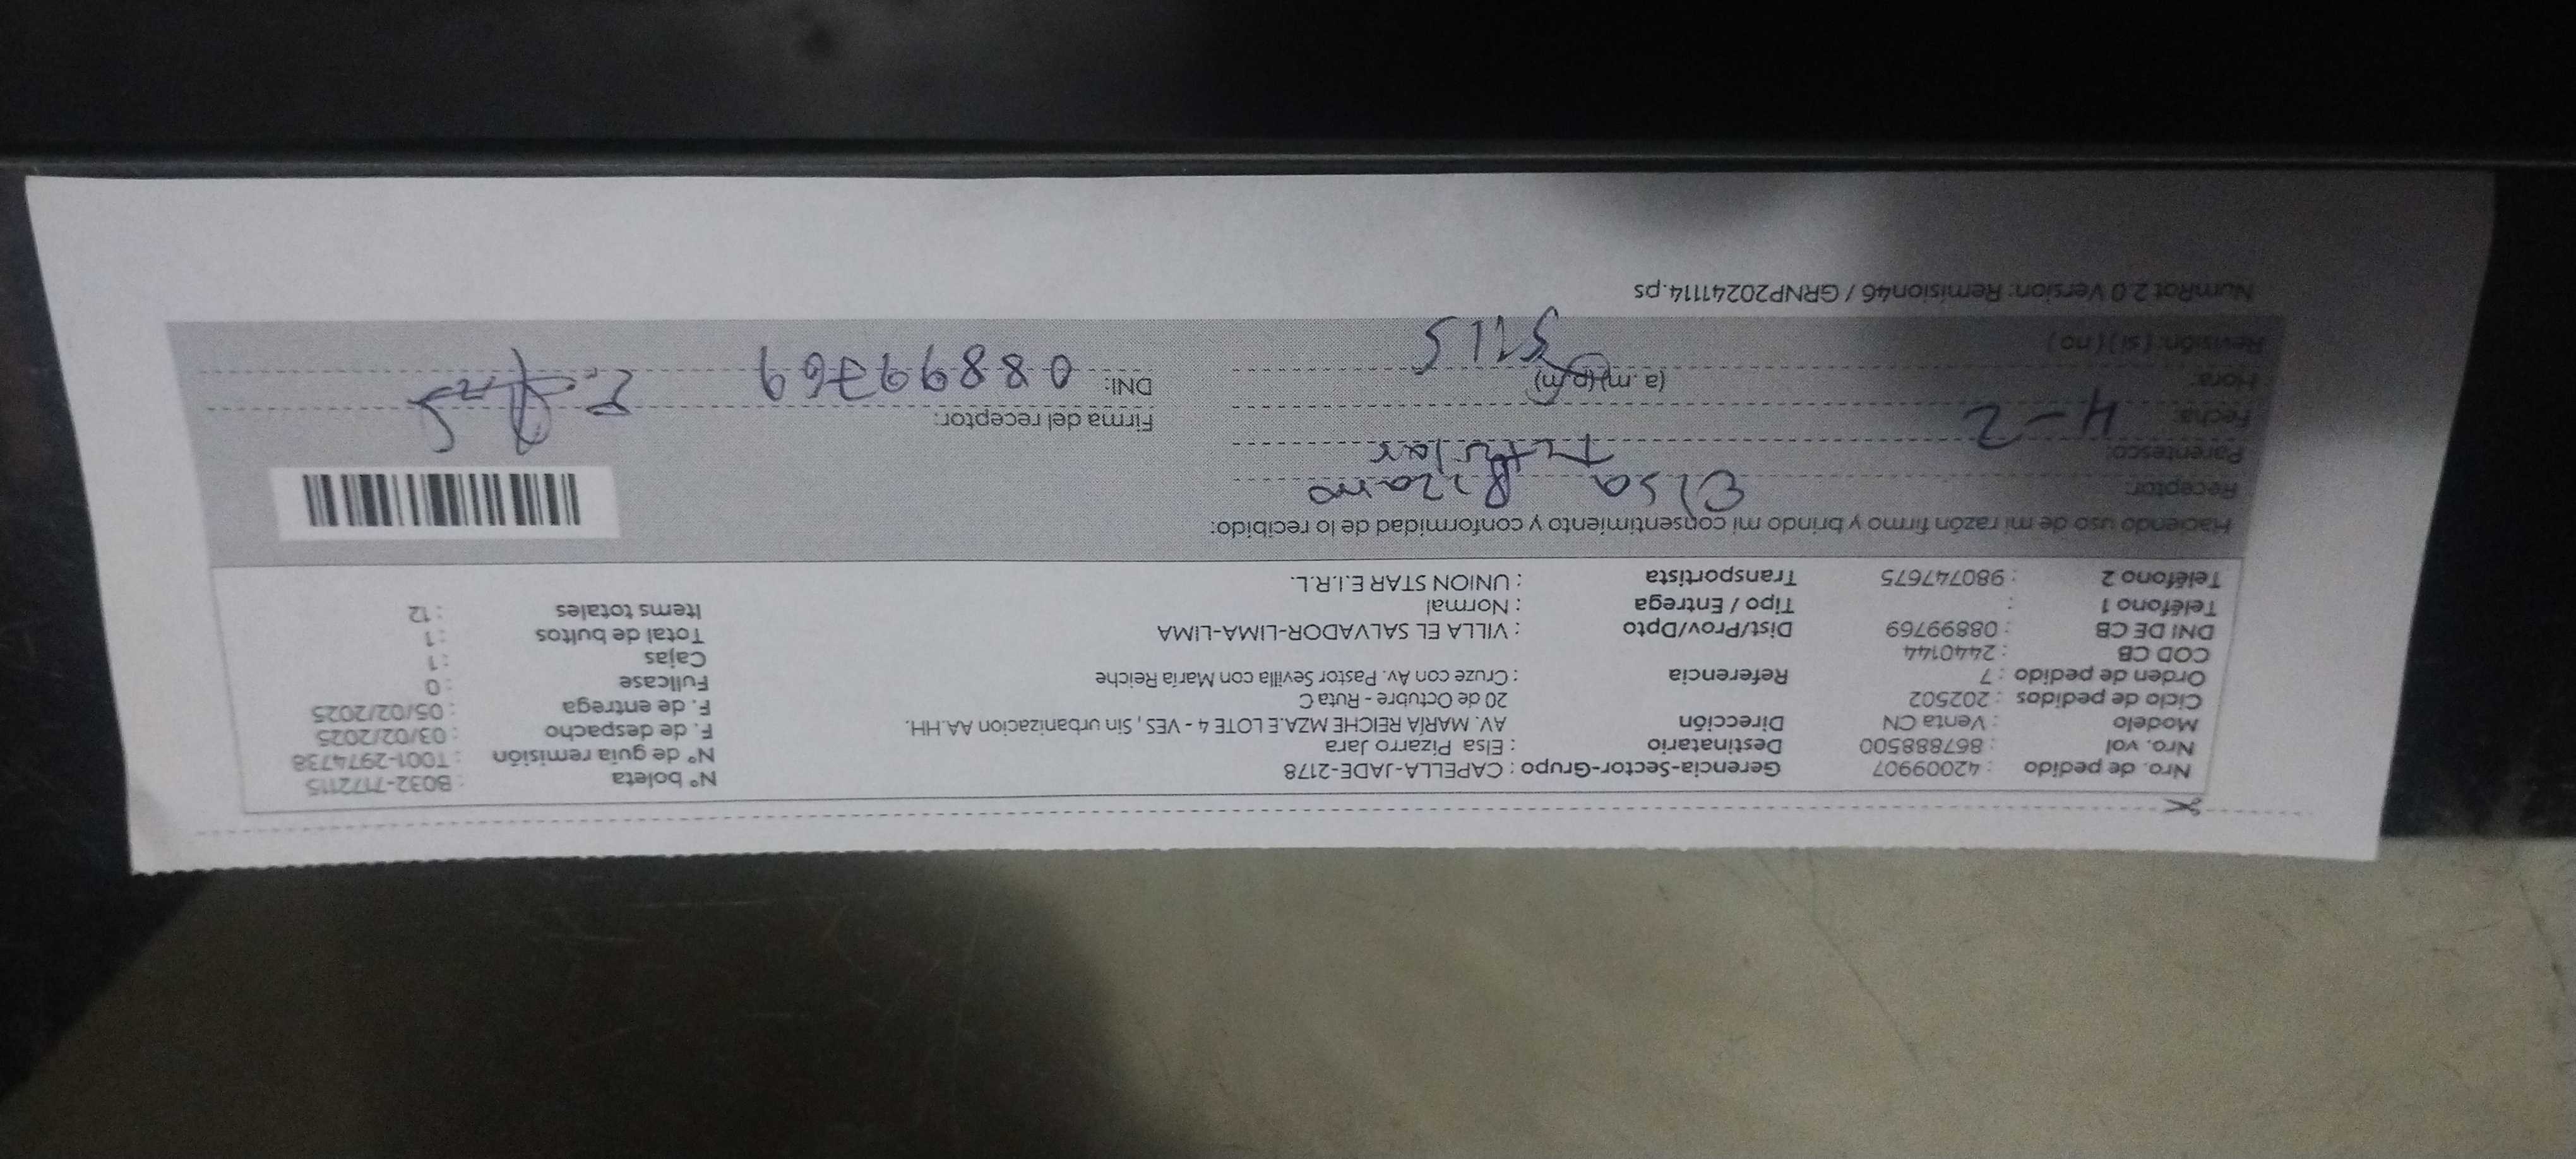 Nro. de pedido : 42009907 Gerencia-Sector-Grupo : CAPELLA-JADE-2178 N° boleta : B032-7172115
Nro. vol : 867888500 Destinatario : Elsa Pizarro Jara N° de guía remisión : T001-2974738
Modelo : Venta CN Dirección AV. MARÍA REICHE MZA.E LOTE 4 - VES, Sin urbanizacion AA.HH. F. de despacho : 03/02/2025
Ciclo de pedidos : 202502 20 de Octubre - Ruta C F. de entrega : 05/02/2025
Orden de pedido : 7 Referencia : Cruze con Av. Pastor Sevilla con María Reiche Fullcase : 0
COD CB : 2440144 Cajas : 1
DNI DE CB : 08899769 Dist/Prov/Dpto : VILLA EL SALVADOR-LIMA-LIMA Total de bultos : 1
Teléfono 1 : Tipo / Entrega : Normal Items totales : 12
Teléfono 2 : 980747675 Transportista : UNION STAR E.I.R.L.
Haciendo uso de mi razón firmo y brindo mi consentimiento y conformidad de lo recibido:
Receptor: Elsa Pizarro
Parentesco: Titular
Fecha: 4-2 Firma del receptor:
Hora: (a.m)(p.m) DNI: 08899769
Revisión: (si) (no)
NumRot 2.0 Version: Remision46 / GRNP20241114.ps